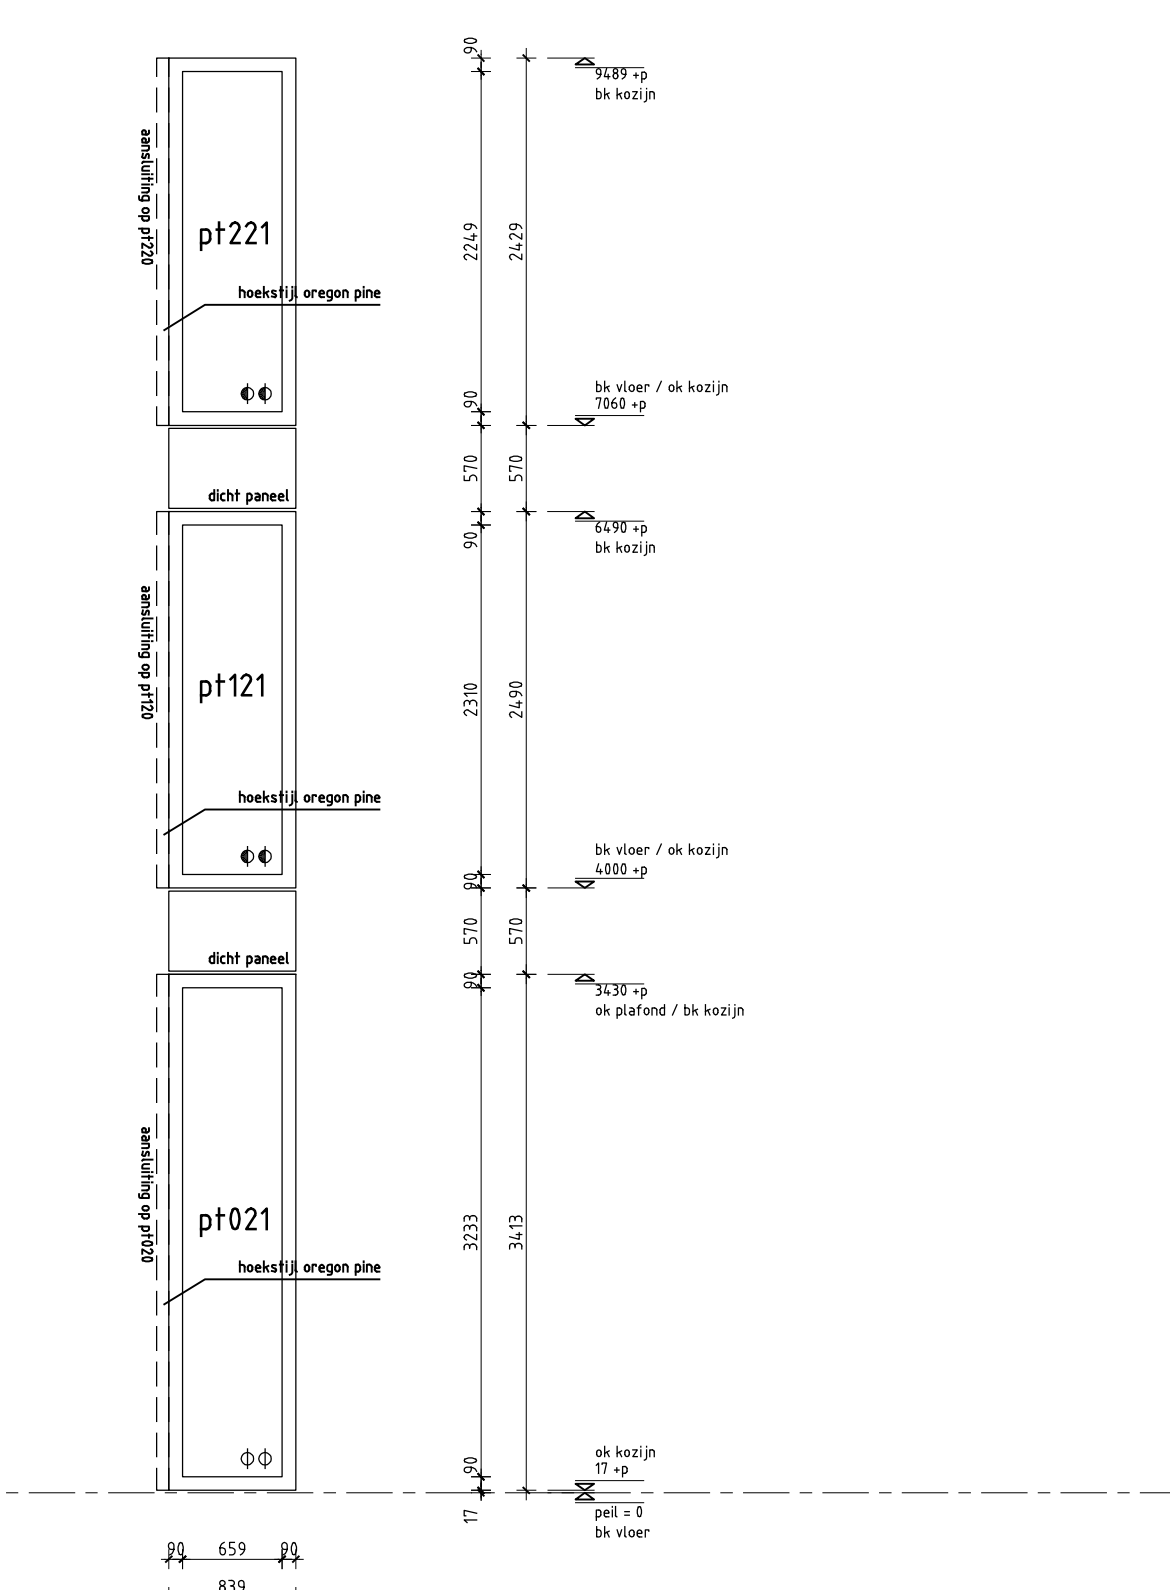 90
9489 +p
bk kozijn
aansluiting op pt220
pt221
2249
2429
hoekstijl oregon pine
bk vloer / ok kozijn
7060 +p
90
570
570
dicht paneel
6490 +p
bk kozijn
90
aansluiting op pt120
pt121
2310
2490
hoekstijl oregon pine
bk vloer / ok kozijn
4000 +p
90
570
570
dicht paneel
90
3430 +p
ok plafond / bk kozijn
aansluiting op pt020
pt021
3233
3413
hoekstijl oregon pine
ok kozijn
17 +p
90
17
peil = 0
bk vloer
90 659 90
839